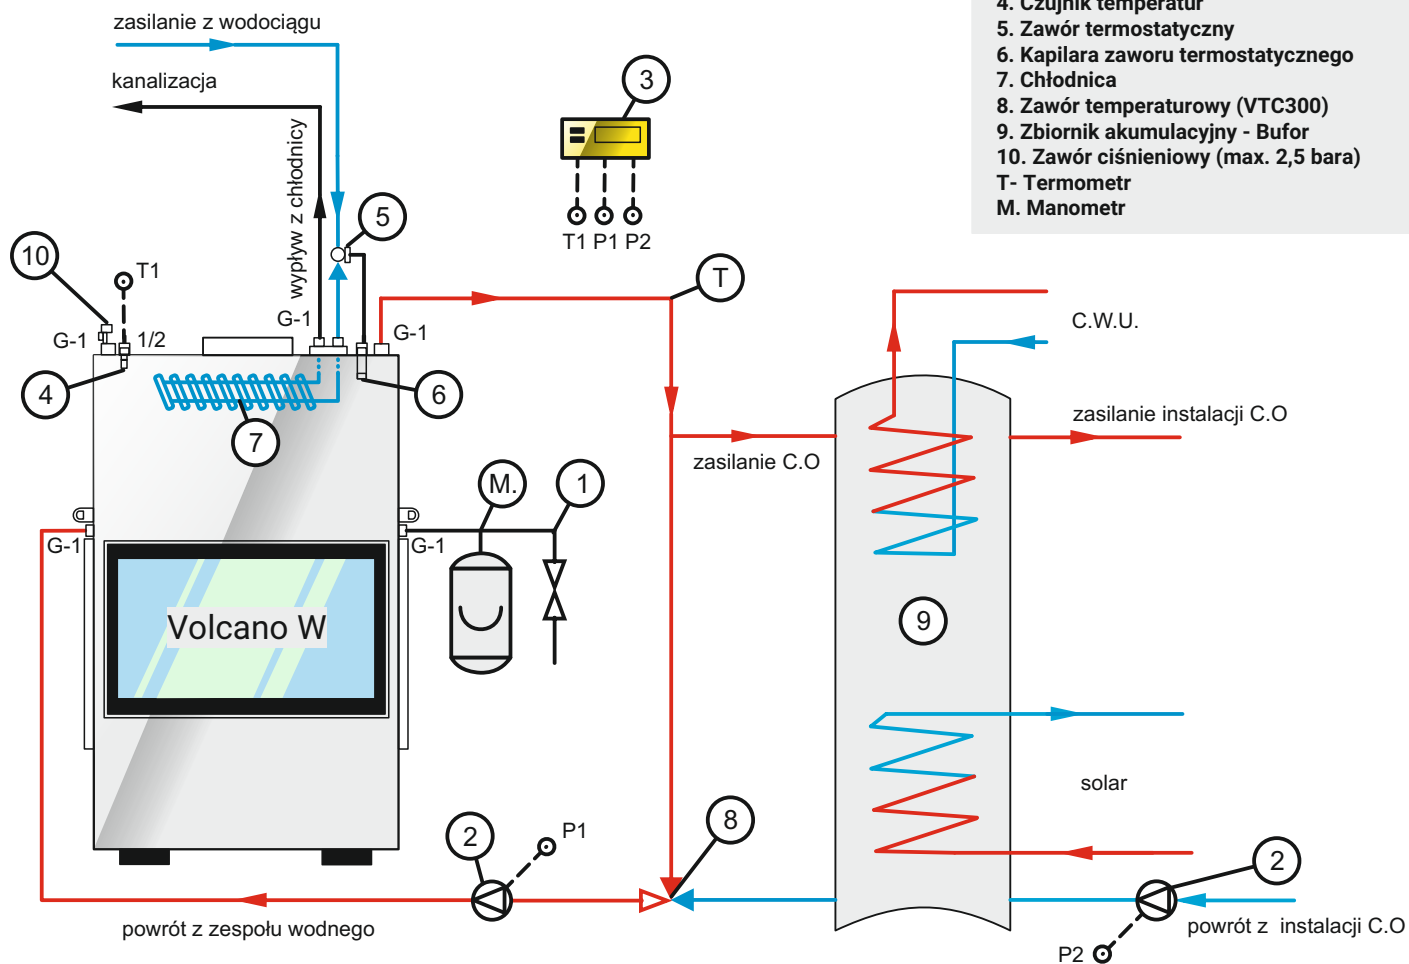 zasilanie z wodociągu
kanalizacja
wypływ z chłodnicy
3
T1 P1 P2
4. Czujnik temperatur
5. Zawór termostatyczny
6. Kapilara zaworu termostatycznego
7. Chłodnica
8. Zawór temperaturowy (VTC300)
9. Zbiornik akumulacyjny - Bufor
10. Zawór ciśnieniowy (max. 2,5 bara)
T- Termometr
M. Manometr
5
10
T1
T
G-1
G-1
1/2
G-1
C.W.U.
4
6
7
zasilanie C.O
zasilanie instalacji C.O
M.
1
G-1
G-1
Volcano W
9
solar
2
P1
8
2
powrót z zespołu wodnego
powrót z instalacji C.O
P2